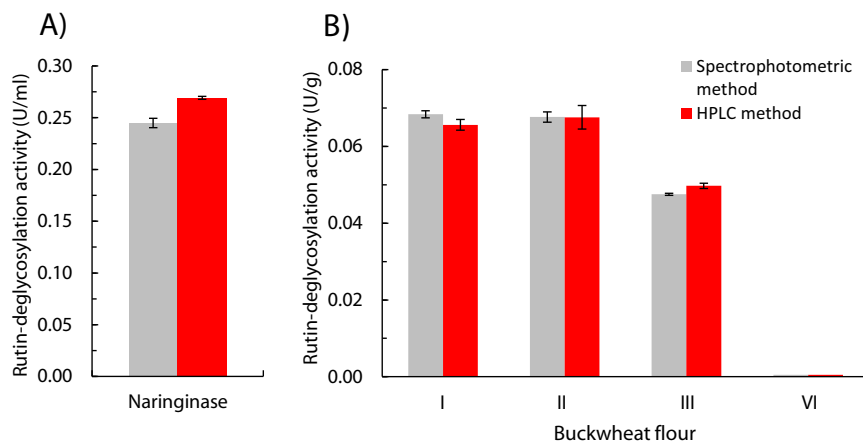 A)
Rutin-deglycosylation activity (U/ml)
0.30
0.25
0.20
0.15
0.10
0.05
0.00
Naringinase
B)
Rutin-deglycosylation activity (U/g)
0.08
0.06
0.04
0.02
0.00
I II III VI
Buckwheat flour
Spectrophotometric
method
HPLC method